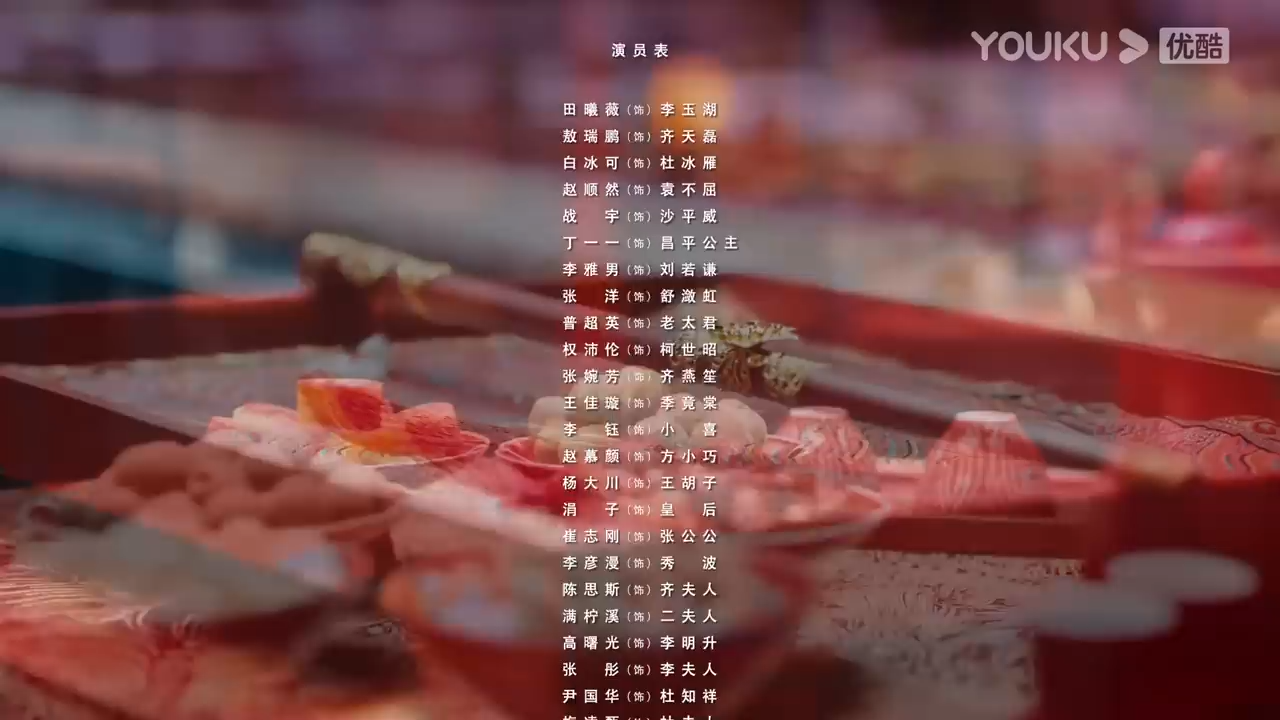 YOUKU 优酷
演员表
田曦薇（饰）李玉湖
敖瑞鹏（饰）齐天磊
白冰可（饰）杜冰雁
赵顺然（饰）袁不屈
战 宇（饰）沙平威
丁一一（饰）昌平公主
李雅男（饰）刘若谦
张 洋（饰）舒潋虹
普超英（饰）老太君
权沛伦（饰）柯世昭
张婉芳（饰）齐燕笙
王佳璇（饰）季竟棠
李 钰（饰）小 喜
赵慕颜（饰）方小巧
杨大川（饰）王胡子
涓 子（饰）皇 后
崔志刚（饰）张公公
李彦漫（饰）秀 波
陈思斯（饰）齐夫人
满柠溪（饰）二夫人
高曙光（饰）李明升
张 彤（饰）李夫人
尹国华（饰）杜知祥